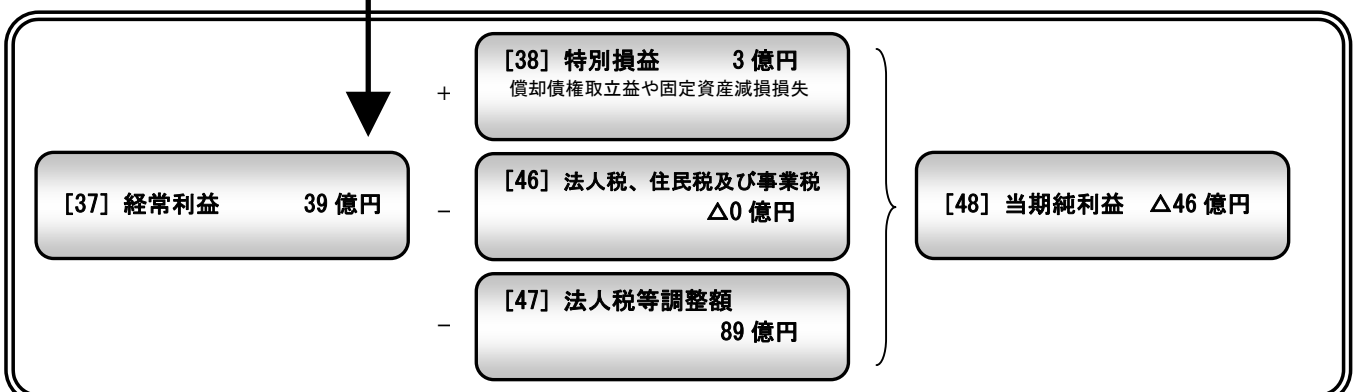 +
[38] 特別損益 3 億円
償却債権取立益や固定資産減損損失
[37] 経常利益 39 億円
−
[46] 法人税、住民税及び事業税
△0 億円
[48] 当期純利益 △46 億円
−
[47] 法人税等調整額
89 億円